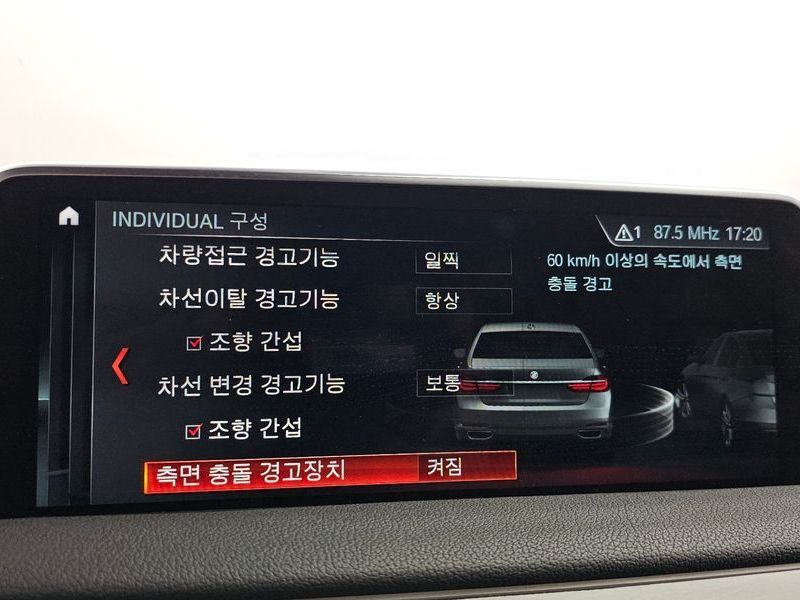 INDIVIDUAL 구성
1 87.5 MHz 17:20
차량접근 경고기능 일찍
차선이탈 경고기능 항상
조향 간섭
차선 변경 경고기능 보통
조향 간섭
측면 충돌 경고장치 켜짐
60 km/h 이상의 속도에서 측면
충돌 경고